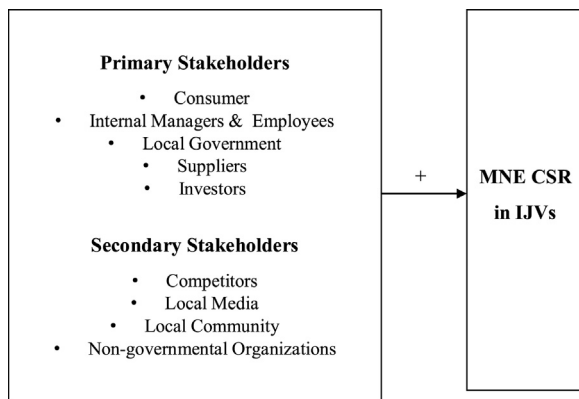 Primary Stakeholders
• Consumer
• Internal Managers & Employees
• Local Government
• Suppliers
• Investors
Secondary Stakeholders
• Competitors
• Local Media
• Local Community
• Non-governmental Organizations
+
MNE CSR
in IJVs